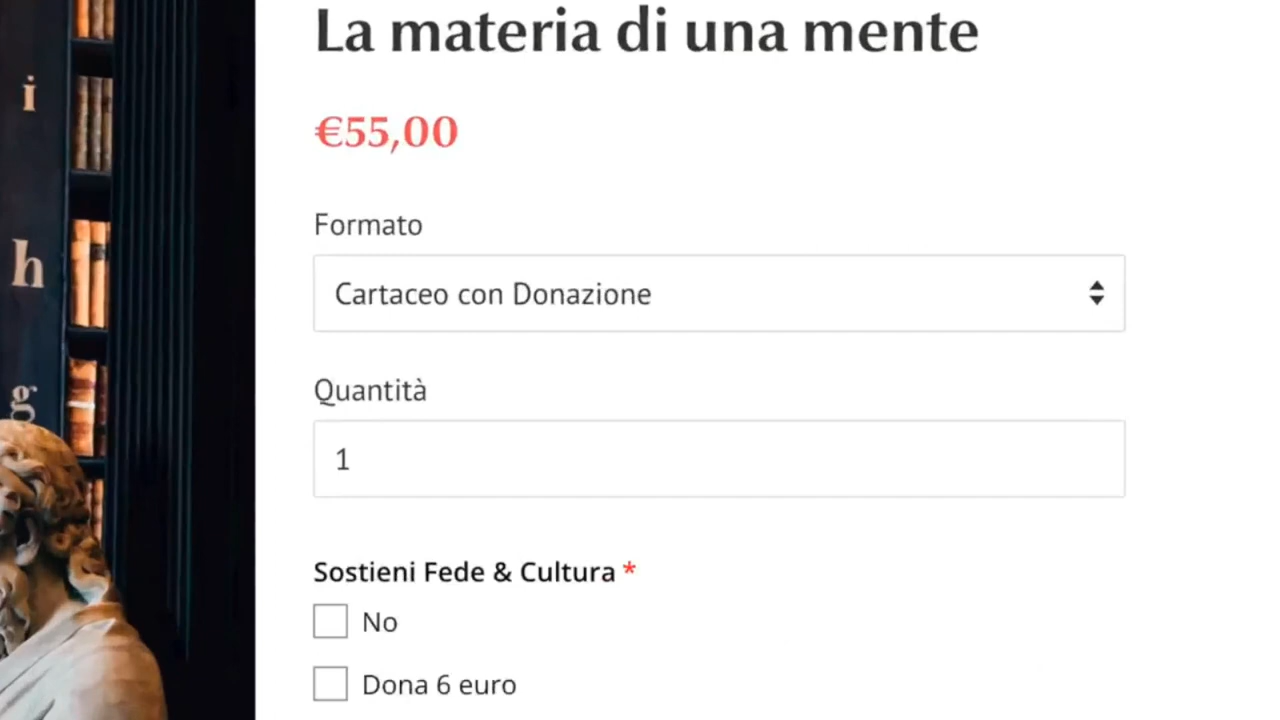 i
h
g
La materia di una mente
€55,00
Formato
Cartaceo con Donazione
Quantità
1
Sostieni Fede & Cultura *
No
Dona 6 euro